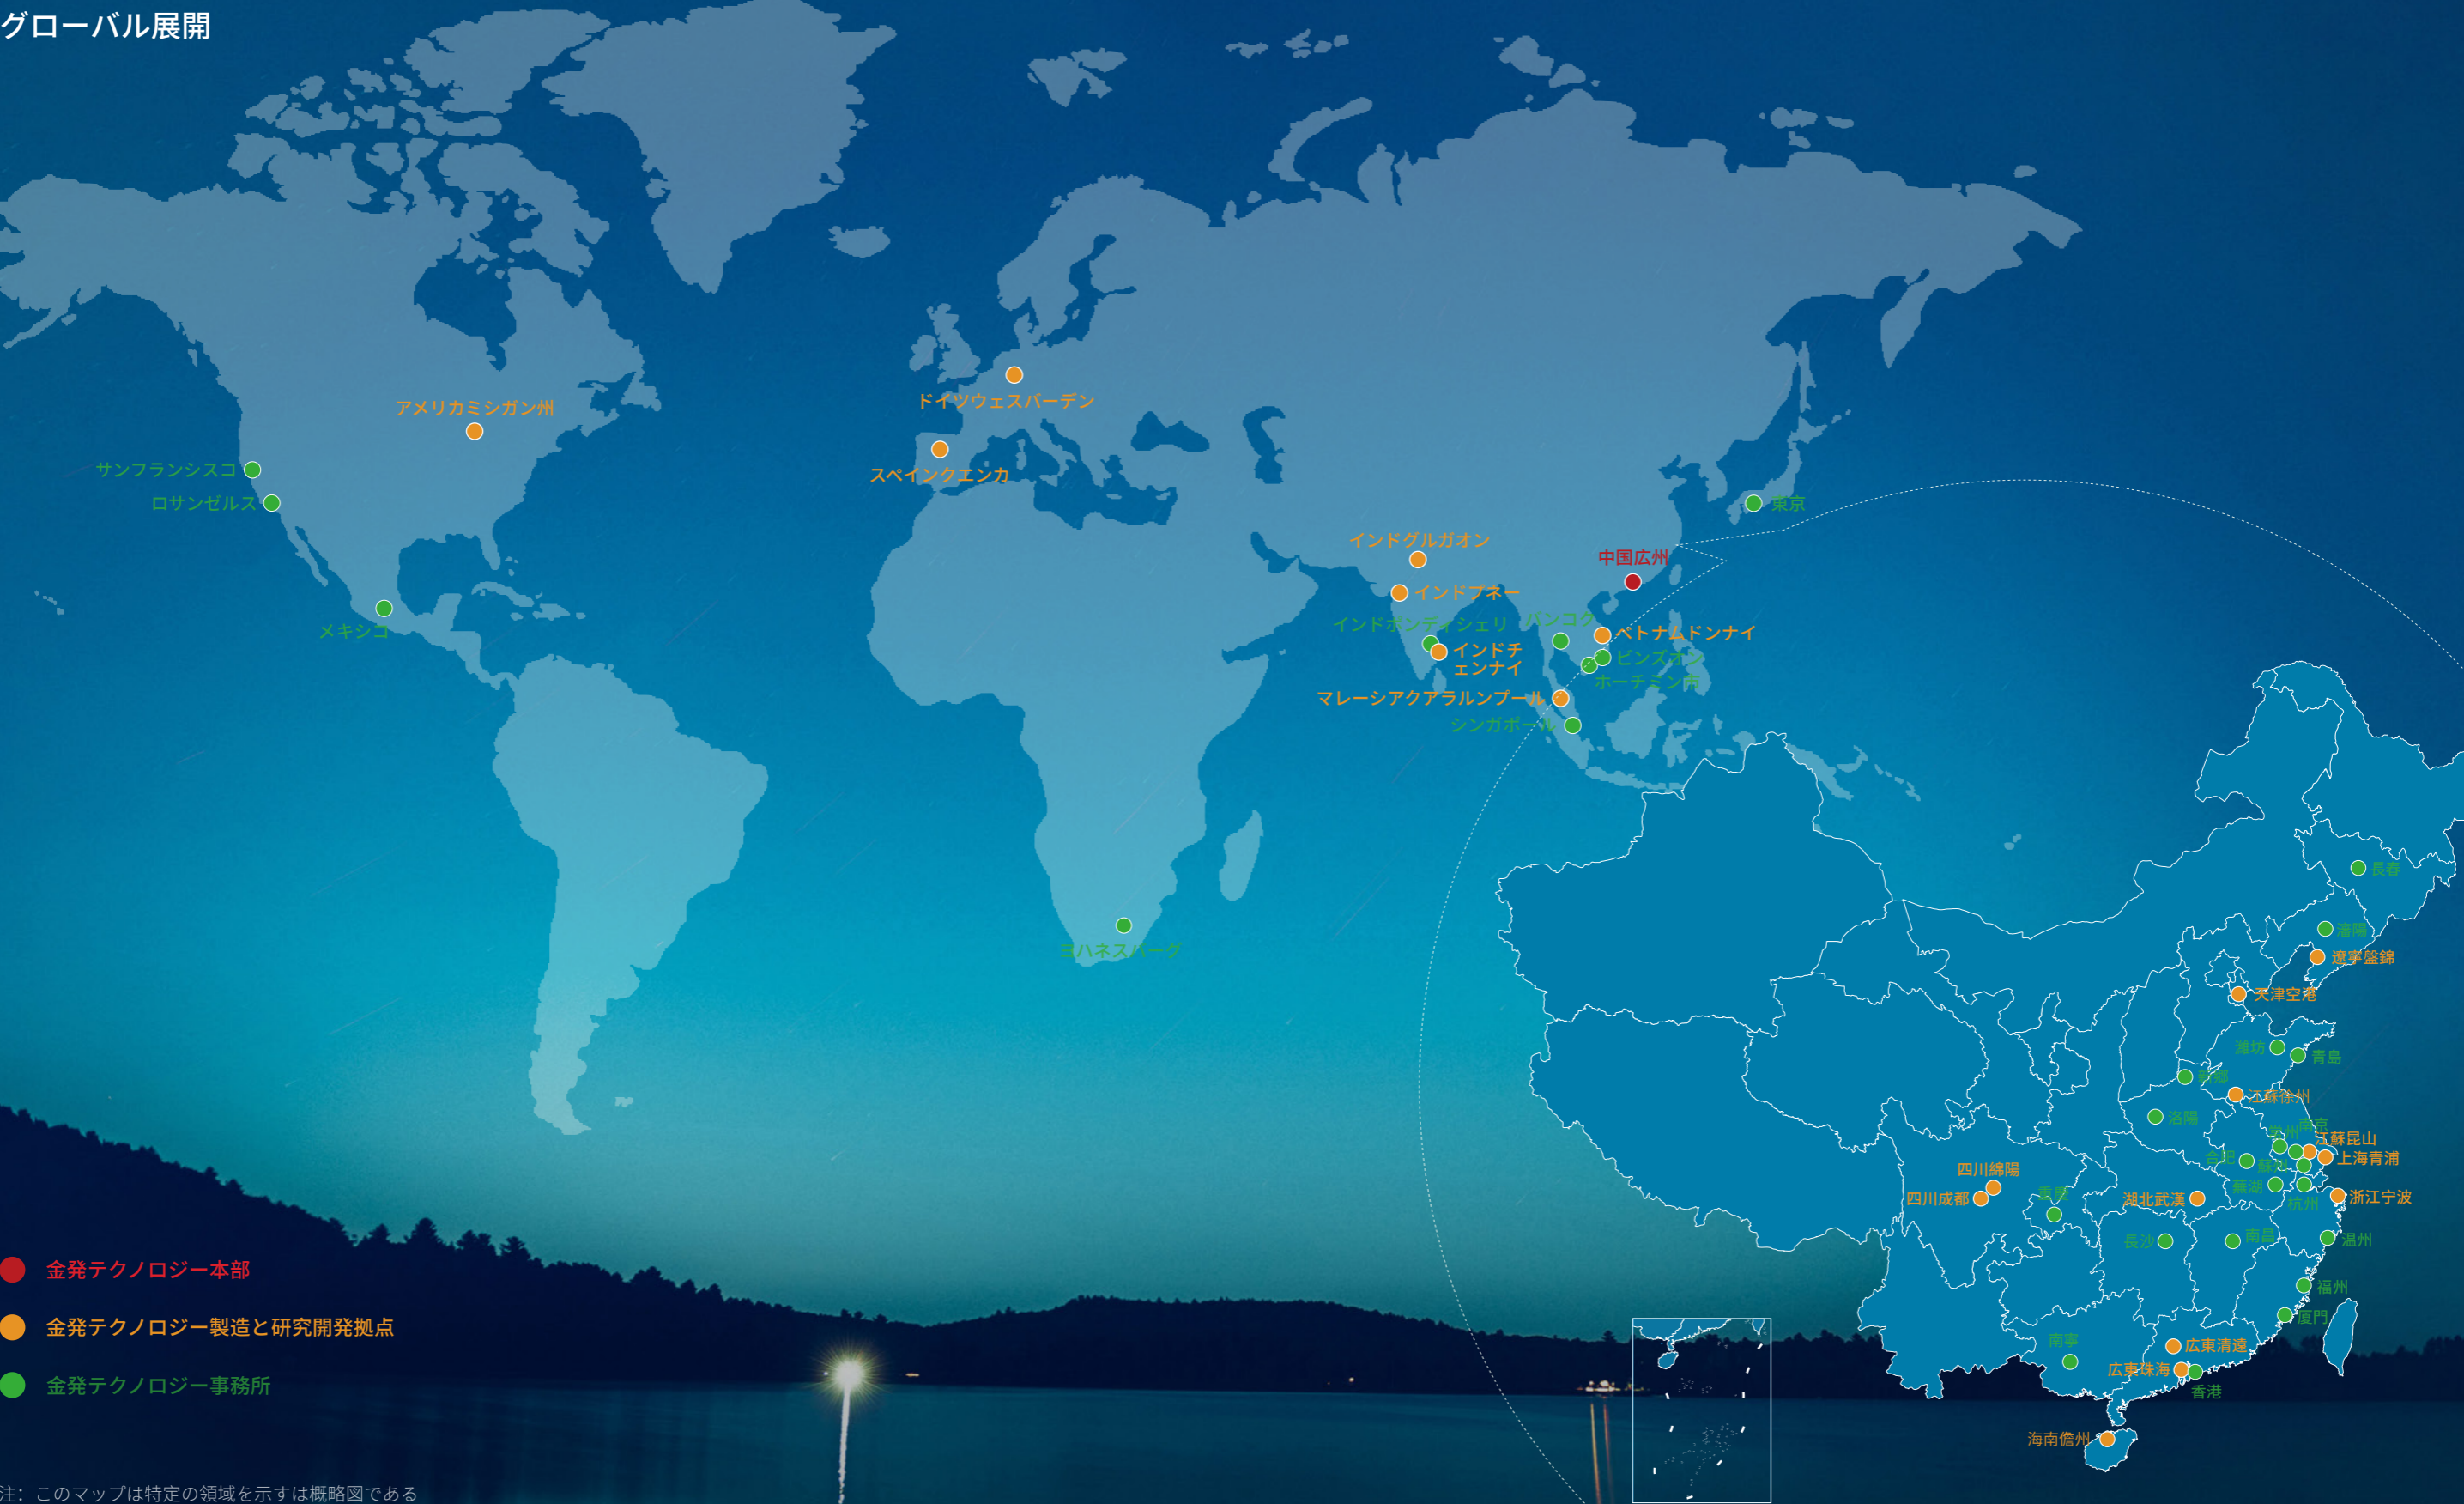 グローバル展開
アメリカミシガン州
サンフランシスコ
ロサンゼルス
メキシコ
ドイツウェスバーデン
スペインクエンカ
ヨハネスバーグ
東京
中国広州
インドグルガオン
インドプネー
インドポンディシェリ
インドチ
ェンナイ
バンコク
ベトナムドンナイ
ビンズオン
ホーチミン市
マレーシアクアラルンプール
シンガポール
長春
瀋陽
遼寧盤錦
天津空港
濰坊
青島
新郷
江蘇徐州
洛陽
南京
常州
江蘇昆山
上海青浦
合肥
蘇州
蕪湖
杭州
浙江宁波
四川綿陽
四川成都
重慶
湖北武漢
長沙
南昌
温州
福州
厦門
南寧
広東清遠
広東珠海
香港
海南儋州
金発テクノロジー本部
金発テクノロジー製造と研究開発拠点
金発テクノロジー事務所
注：このマップは特定の領域を示すは概略図である